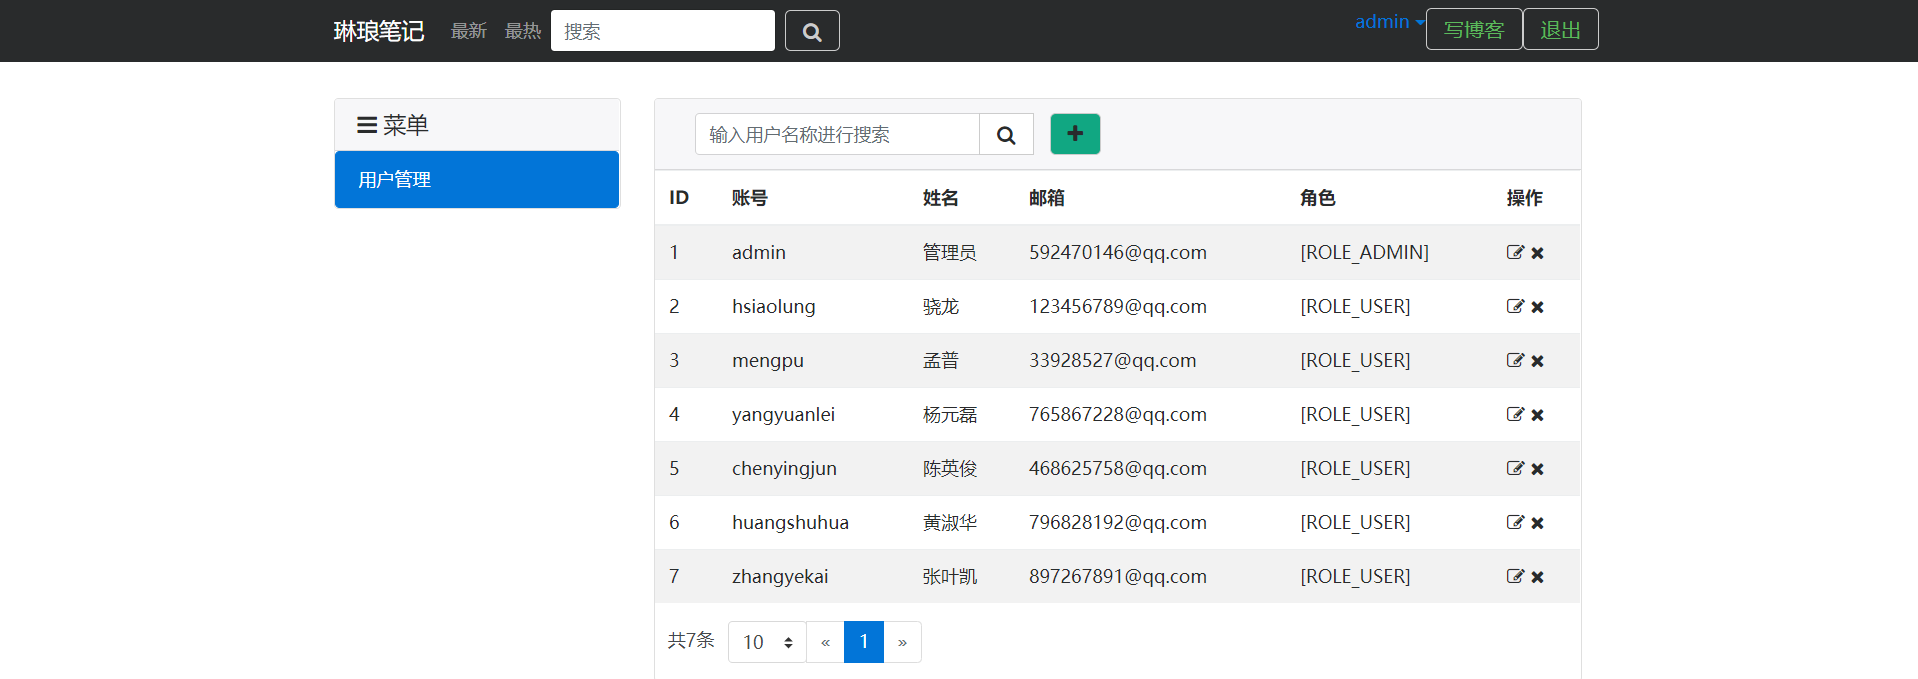 琳琅笔记 最新 最热 搜索 admin 写博客 退出
菜单
用户管理
输入用户名称进行搜索
ID 账号 姓名 邮箱 角色 操作
1 admin 管理员 592470146@qq.com [ROLE_ADMIN]
2 hsiaolung 骁龙 123456789@qq.com [ROLE_USER]
3 mengpu 孟普 33928527@qq.com [ROLE_USER]
4 yangyuanlei 杨元磊 765867228@qq.com [ROLE_USER]
5 chenyingjun 陈英俊 468625758@qq.com [ROLE_USER]
6 huangshuhua 黄淑华 796828192@qq.com [ROLE_USER]
7 zhangyekai 张叶凯 897267891@qq.com [ROLE_USER]
共7条 10 « 1 »